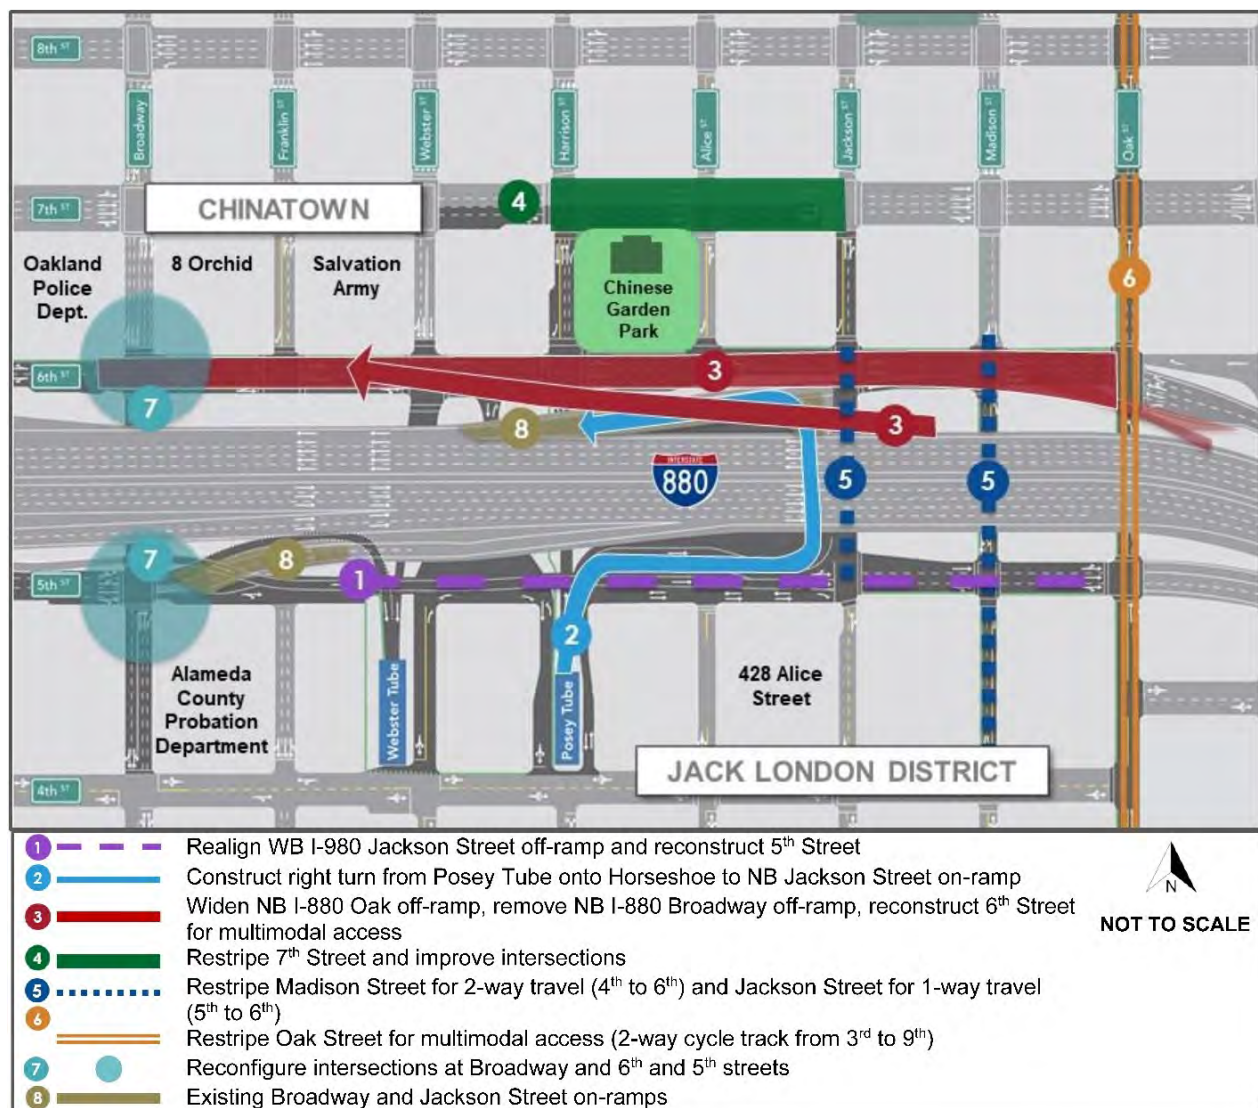 8th ST
Broadway
Franklin ST
Webster ST
Harrison ST
Alice ST
Jackson ST
Madison ST
Oak ST
7th ST
CHINATOWN
4
Oakland
Police
Dept.
8 Orchid
Salvation
Army
Chinese
Garden
Park
6
6th ST
3
7
8
3
INTERSTATE
880
5
5
7
8
5th ST
1
2
Alameda
County
Probation
Department
Webster Tube
Posey Tube
428 Alice
Street
JACK LONDON DISTRICT
4th ST
1 Realign WB I-980 Jackson Street off-ramp and reconstruct 5th Street
2 Construct right turn from Posey Tube onto Horseshoe to NB Jackson Street on-ramp
3 Widen NB I-880 Oak off-ramp, remove NB I-880 Broadway off-ramp, reconstruct 6th Street
for multimodal access
4 Restripe 7th Street and improve intersections
5 Restripe Madison Street for 2-way travel (4th to 6th) and Jackson Street for 1-way travel
(5th to 6th)
6 Restripe Oak Street for multimodal access (2-way cycle track from 3rd to 9th)
7 Reconfigure intersections at Broadway and 6th and 5th streets
8 Existing Broadway and Jackson Street on-ramps
N
NOT TO SCALE